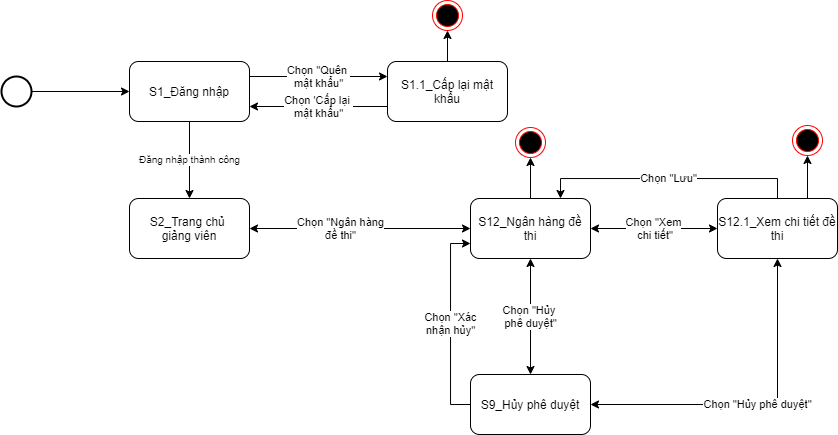 S1_Đăng nhập
Chọn "Quên
mật khẩu"
S1.1_Cấp lại mật
khẩu
Chọn 'Cấp lại
mật khẩu"
Đăng nhập thành công
S2_Trang chủ
giảng viên
Chọn "Ngân hàng
đề thi"
S12_Ngân hàng đề
thi
Chọn "Lưu"
Chọn "Xem
chi tiết"
S12.1_Xem chi tiết đề
thi
Chọn "Xác
nhận hủy"
Chọn "Hủy
phê duyệt"
S9_Hủy phê duyệt
Chọn "Hủy phê duyệt"